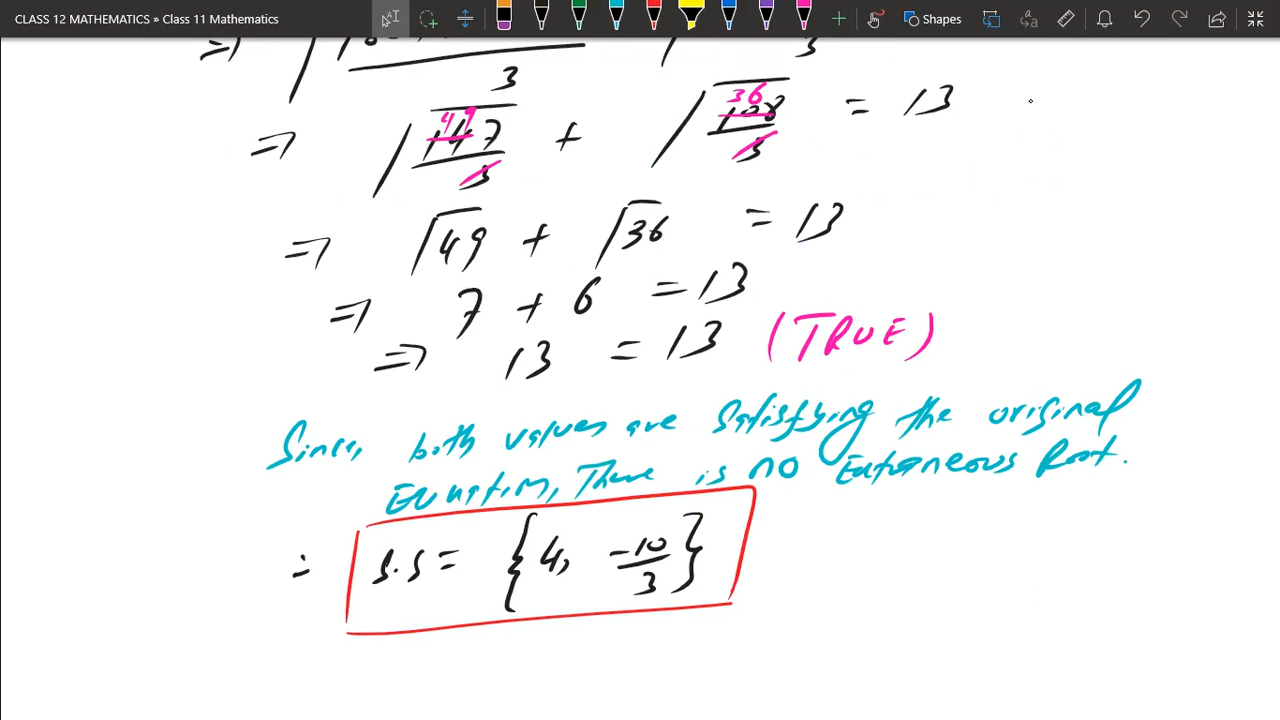 CLASS 12 MATHEMATICS » Class 11 Mathematics Shapes
3 3
⇒ √(147/3) 49 + √(108/3) 36 = 13
⇒ √49 + √36 = 13
⇒ 7 + 6 = 13
⇒ 13 = 13 (TRUE)
Since, both values are satisfying the original
Equation, There is no Extraneous Root.
∴ S.S = {4, -10/3}